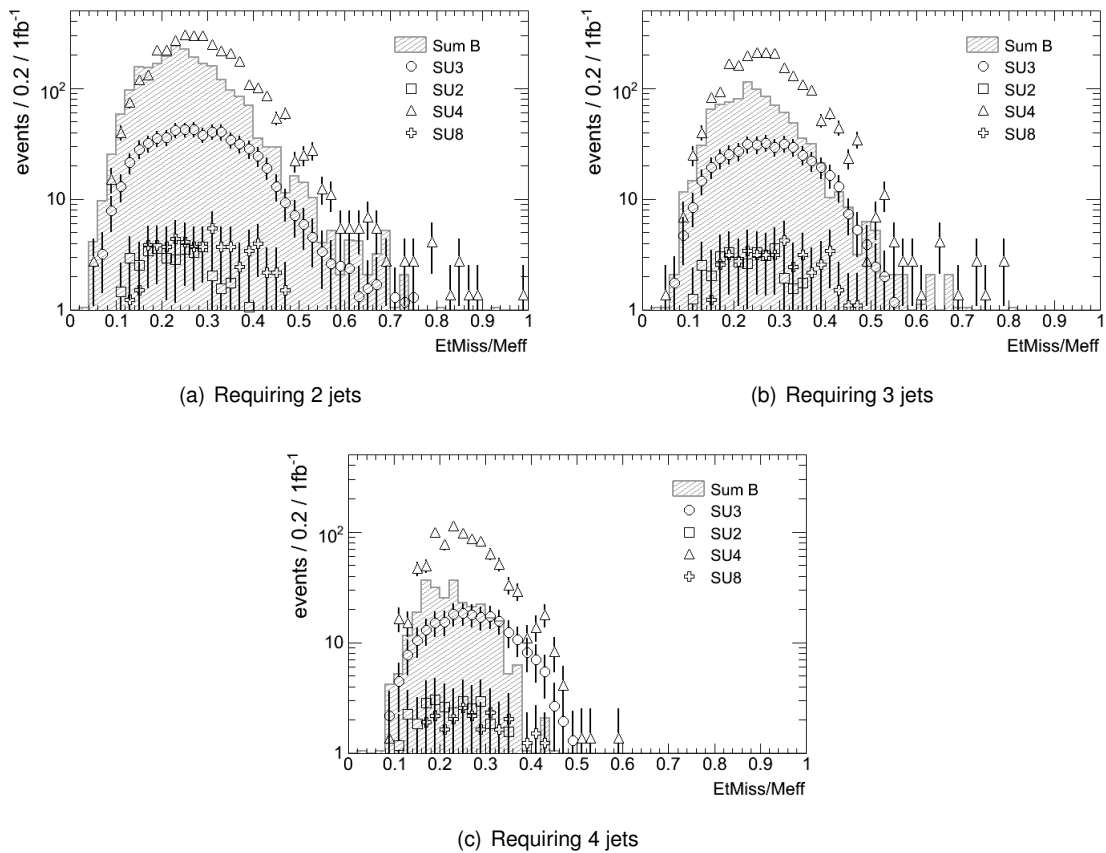 events / 0.2 / 1fb-1
10²
10
1
Sum B
SU3
SU2
SU4
SU8
0 0.1 0.2 0.3 0.4 0.5 0.6 0.7 0.8 0.9 1
EtMiss/Meff
(a) Requiring 2 jets
events / 0.2 / 1fb-1
10²
10
1
Sum B
SU3
SU2
SU4
SU8
0 0.1 0.2 0.3 0.4 0.5 0.6 0.7 0.8 0.9 1
EtMiss/Meff
(b) Requiring 3 jets
events / 0.2 / 1fb-1
10²
10
1
Sum B
SU3
SU2
SU4
SU8
0 0.1 0.2 0.3 0.4 0.5 0.6 0.7 0.8 0.9 1
EtMiss/Meff
(c) Requiring 4 jets